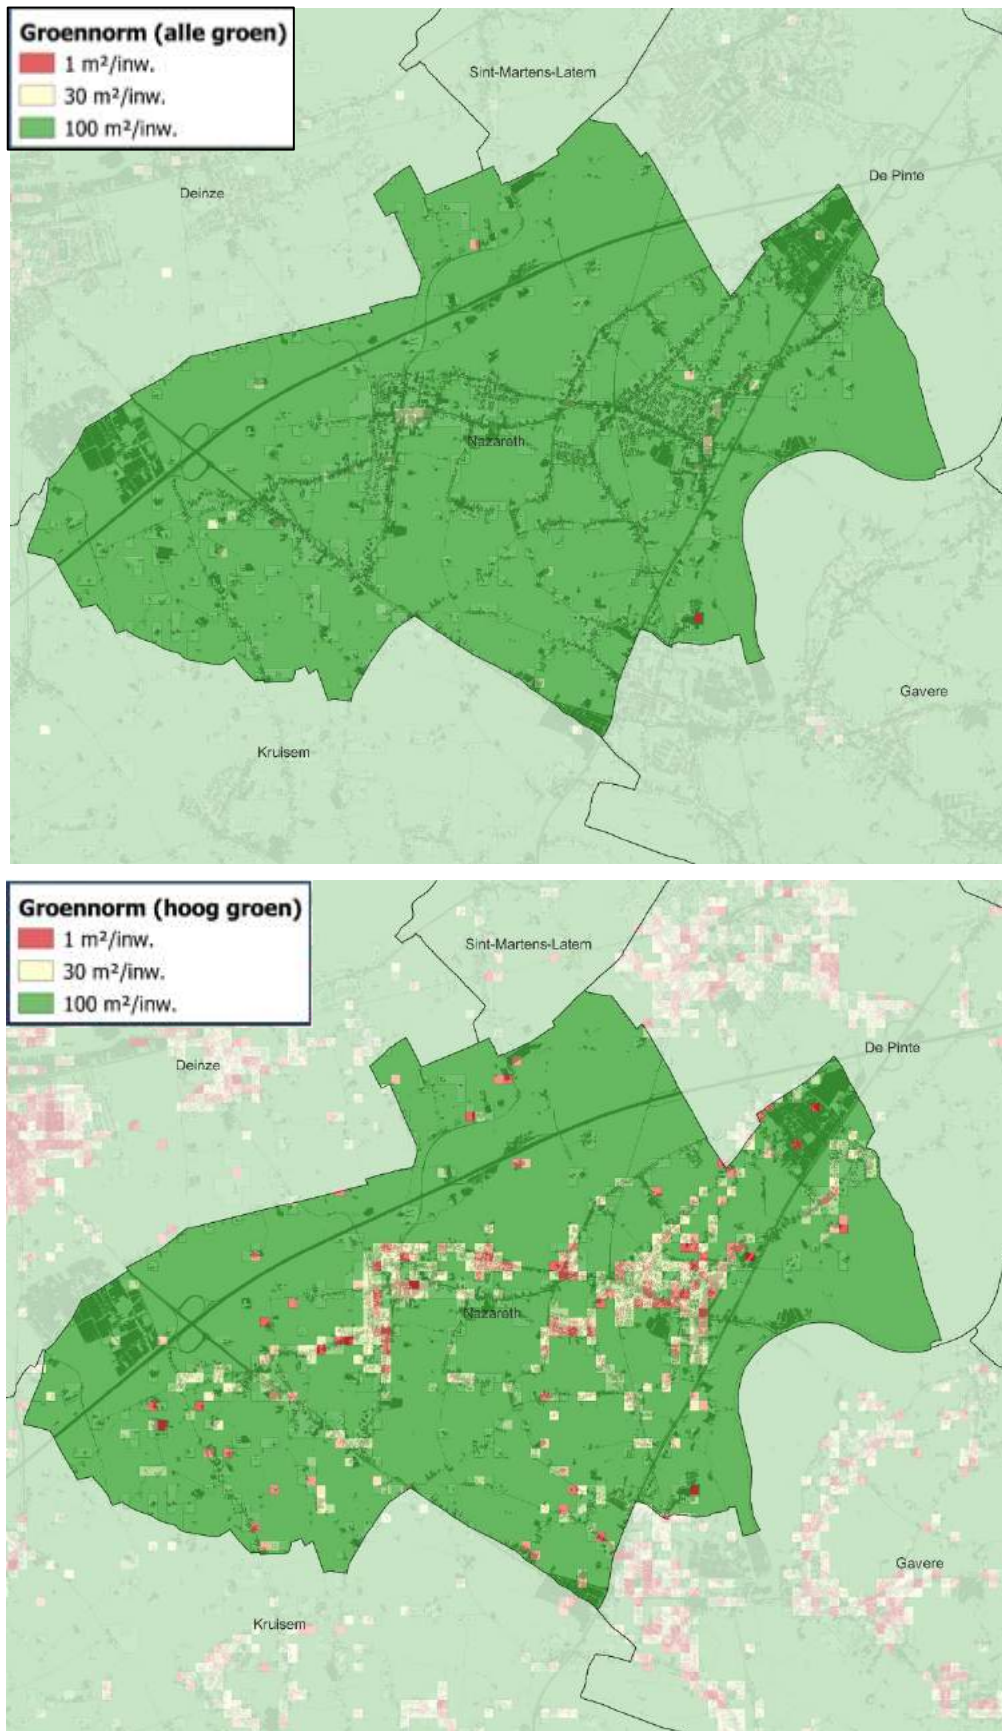 Groennorm (alle groen)
1 m²/inw.
30 m²/inw.
100 m²/inw.
Sint-Martens-Latem
De Pinte
Deinze
Nazareth
Gavere
Kruisem
Groennorm (hoog groen)
1 m²/inw.
30 m²/inw.
100 m²/inw.
Sint-Martens-Latem
De Pinte
Deinze
Nazareth
Gavere
Kruisem